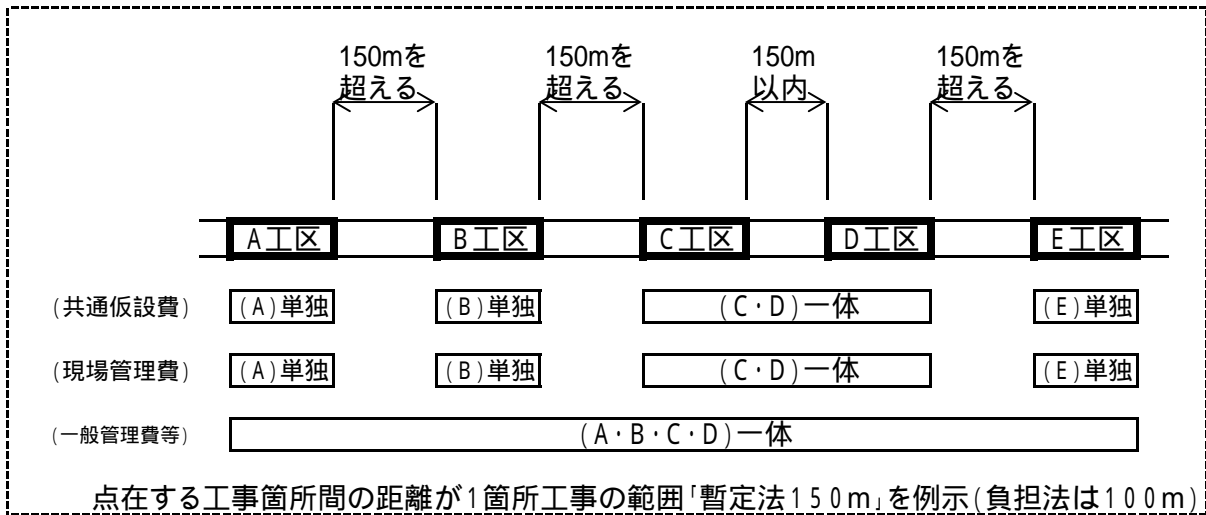 150mを
超える
150mを
超える
150m
以内
150mを
超える
A工区
B工区
C工区
D工区
E工区
(共通仮設費)
(A)単独
(B)単独
(C・D)一体
(E)単独
(現場管理費)
(A)単独
(B)単独
(C・D)一体
(E)単独
(一般管理費等)
(A・B・C・D)一体
点在する工事箇所間の距離が1箇所工事の範囲「暫定法150m」を例示(負担法は100m)